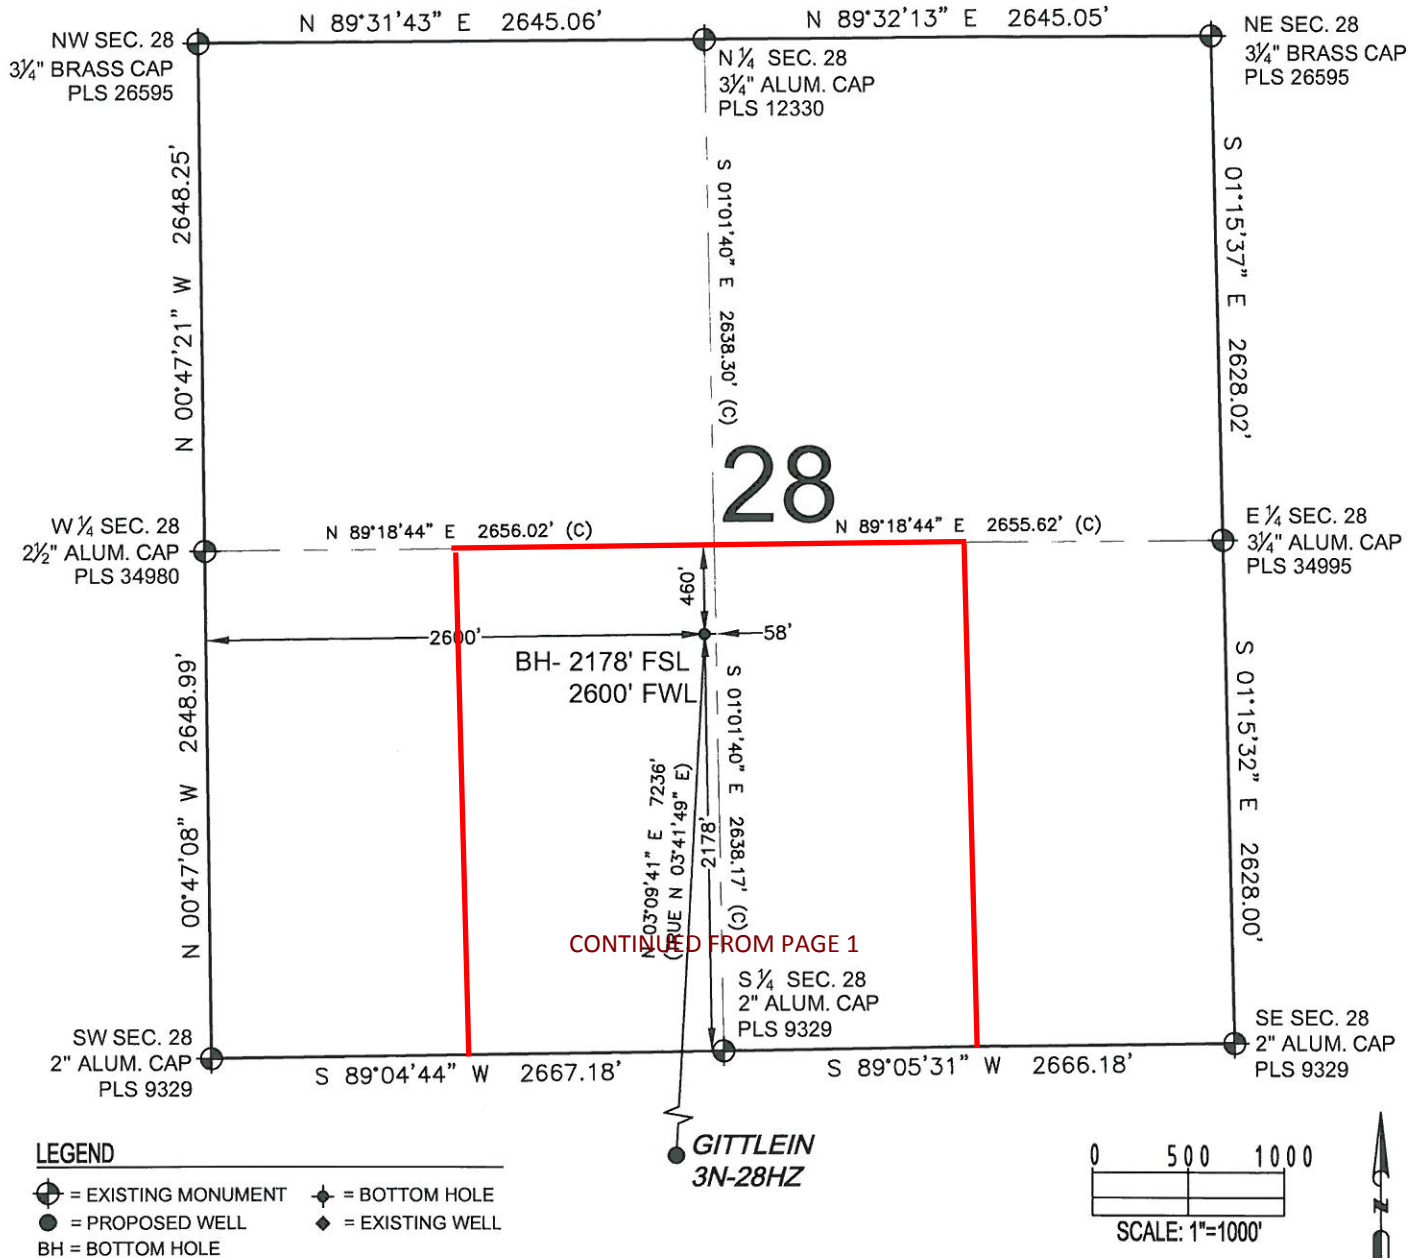 N 89°31'43" E 2645.06'
N 89°32'13" E 2645.05'
NW SEC. 28
3¼" BRASS CAP
PLS 26595
N ¼ SEC. 28
3¼" ALUM. CAP
PLS 12330
NE SEC. 28
3¼" BRASS CAP
PLS 26595
N 00°47'21" W 2648.25'
S 01°01'40" E 2638.30' (C)
S 01°15'37" E 2628.02'
28
W ¼ SEC. 28
2½" ALUM. CAP
PLS 34980
N 89°18'44" E 2656.02' (C)
N 89°18'44" E 2655.62' (C)
E ¼ SEC. 28
3¼" ALUM. CAP
PLS 34995
460'
2600'
58'
BH- 2178' FSL
2600' FWL
N 00°47'08" W 2648.99'
N 03°09'41" E 7236'
(TRUE N 03°41'49" E)
2178'
S 01°01'40" E 2638.17' (C)
S 01°15'32" E 2628.00'
CONTINUED FROM PAGE 1
S ¼ SEC. 28
2" ALUM. CAP
PLS 9329
SW SEC. 28
2" ALUM. CAP
PLS 9329
SE SEC. 28
2" ALUM. CAP
PLS 9329
S 89°04'44" W 2667.18'
S 89°05'31" W 2666.18'
GITTLEIN
3N-28HZ
LEGEND
= EXISTING MONUMENT
= BOTTOM HOLE
= PROPOSED WELL
= EXISTING WELL
BH = BOTTOM HOLE
0 500 1000
SCALE: 1"=1000'
N